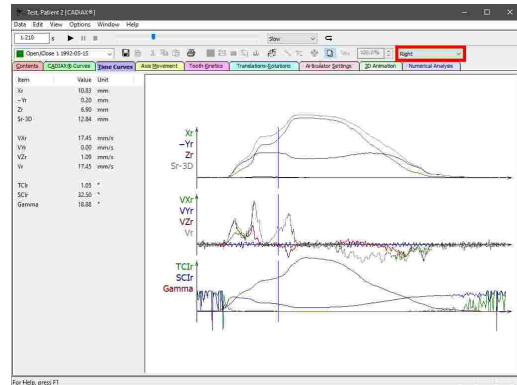 Test, Patient 2 [CADIAX®]
Data Edit View Options Window Help
1-210 s Slow
Open/Close 1 1992-05-15 100.0% Right
Contents CADIAX® Curves Time Curves Axis Movement Tooth Kinetics Translations-Rotations Articulator Settings 3D Animation Numerical Analysis
Item Value Unit
Xr 10.83 mm
-Yr 0.20 mm
Zr 6.90 mm
Sr-3D 12.84 mm
VXr 17.45 mm/s
VYr 0.00 mm/s
VZr 1.09 mm/s
Vr 17.45 mm/s
TCIr 1.05 °
SCIr 32.50 °
Gamma 18.88 °
Xr
-Yr
Zr
Sr-3D
VXr
VYr
VZr
Vr
TCIr
SCIr
Gamma
For Help, press F1